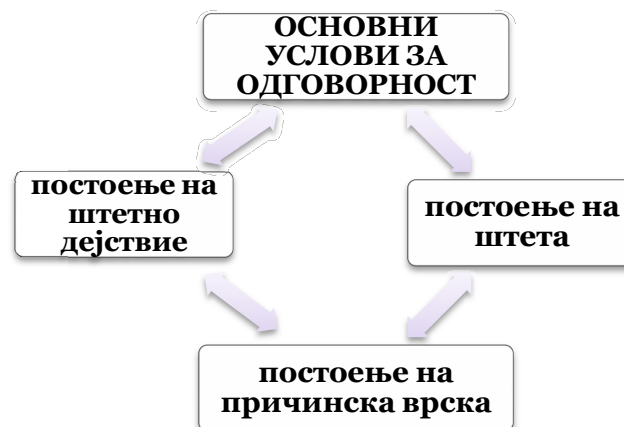 ОСНОВНИ
УСЛОВИ ЗА
ОДГОВОРНОСТ
постоење на
штетно
дејствие
постоење на
штета
постоење на
причинска врска